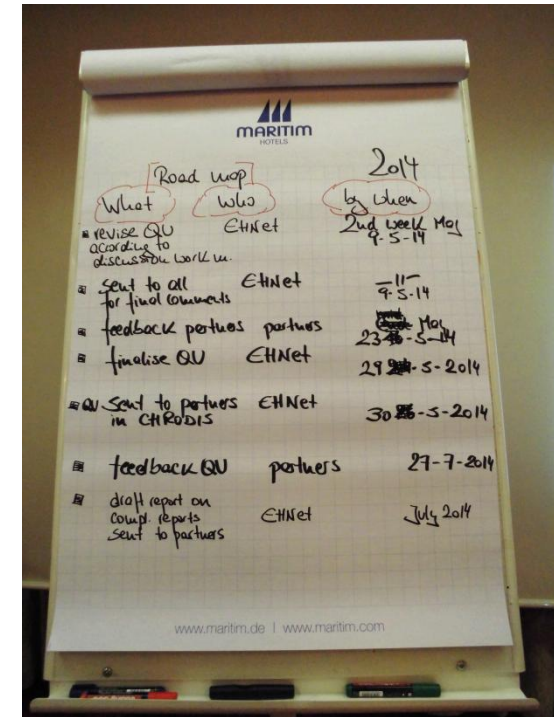 MARITIM
HOTELS
2014
Road map
What who by when
revise QU EHNet 2nd week May
according to 9-5-14
discussion work in.
sent to all EHNet -11-
for final comments 9-5-14
feedback partners partners May
23-5-14
finalise QU EHNet 29-5-2014
QU sent to partners EHNet 30-5-2014
in CHRODIS
feedback QU partners 27-7-2014
draft report on
compl. reports EHNet July 2014
sent to partners
www.maritim.de | www.maritim.com